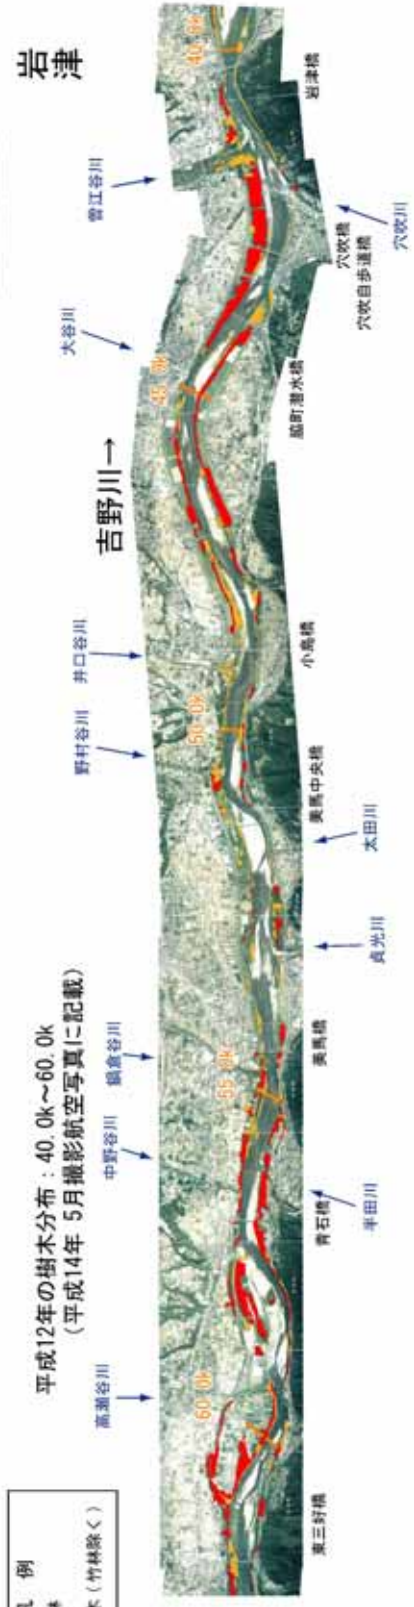 岩津
平成12年の樹木分布：40.0k～60.0k
(平成14年 5月撮影航空写真に記載)
吉野川→
高瀬谷川
中野谷川
鍋倉谷川
野村谷川
井口谷川
大谷川
曽江谷川
60.0k
55.0k
50.0k
45.0k
40.0k
東三好橋
青石橋
半田川
美馬橋
貞光川
太田川
美馬中央橋
小島橋
脇町潜水橋
穴吹自歩道橋
穴吹橋
穴吹川
岩津橋
例
木（竹林除く）